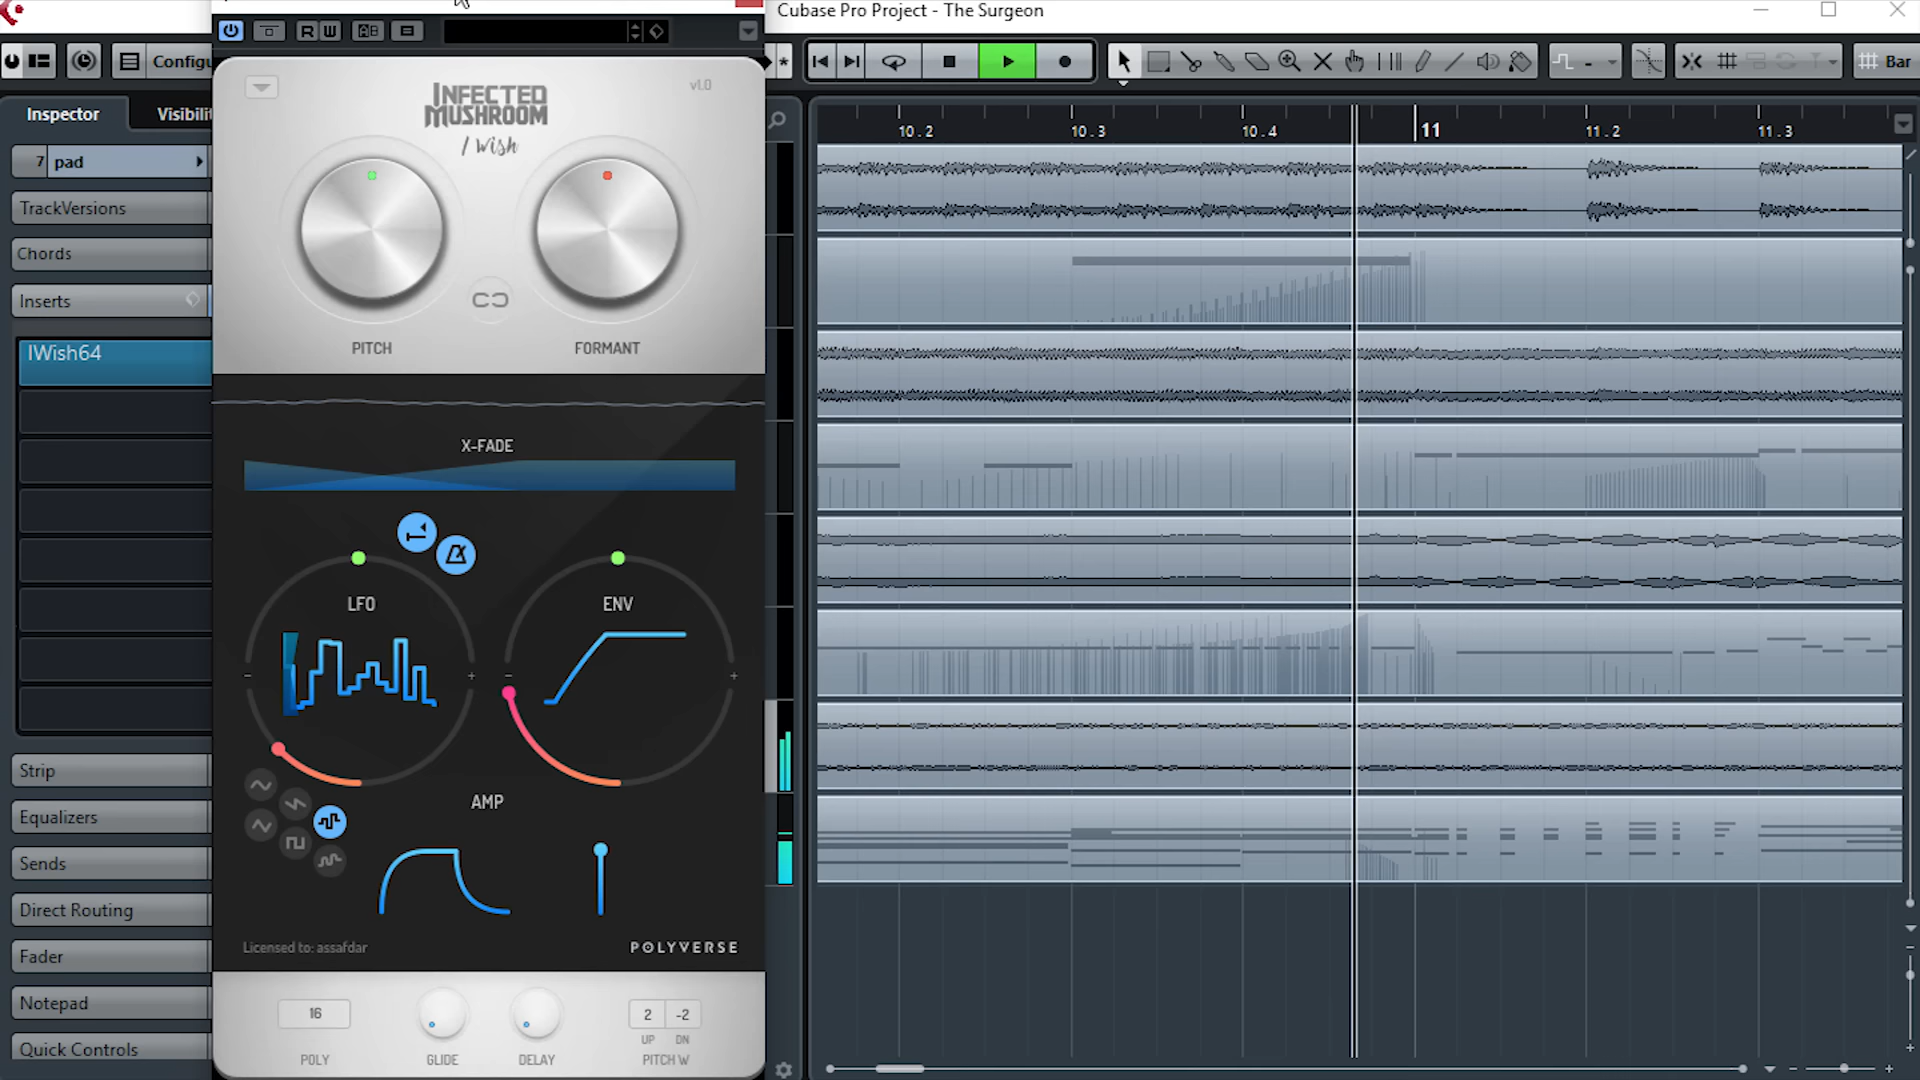 Cubase Pro Project - The Surgeon
R W
Configu
Bar
Inspector
Visibilit
7 pad
TrackVersions
Chords
Inserts
IWish64
Strip
Equalizers
Sends
Direct Routing
Fader
Notepad
Quick Controls
INFECTED
MUSHROOM
I Wish
v1.0
PITCH
FORMANT
X-FADE
LFO
ENV
- +
- +
AMP
Licensed to: assafdar
POLYVERSE
16
2 -2
UP DN
POLY
GLIDE
DELAY
PITCH W
10.2
10.3
10.4
11
11.2
11.3